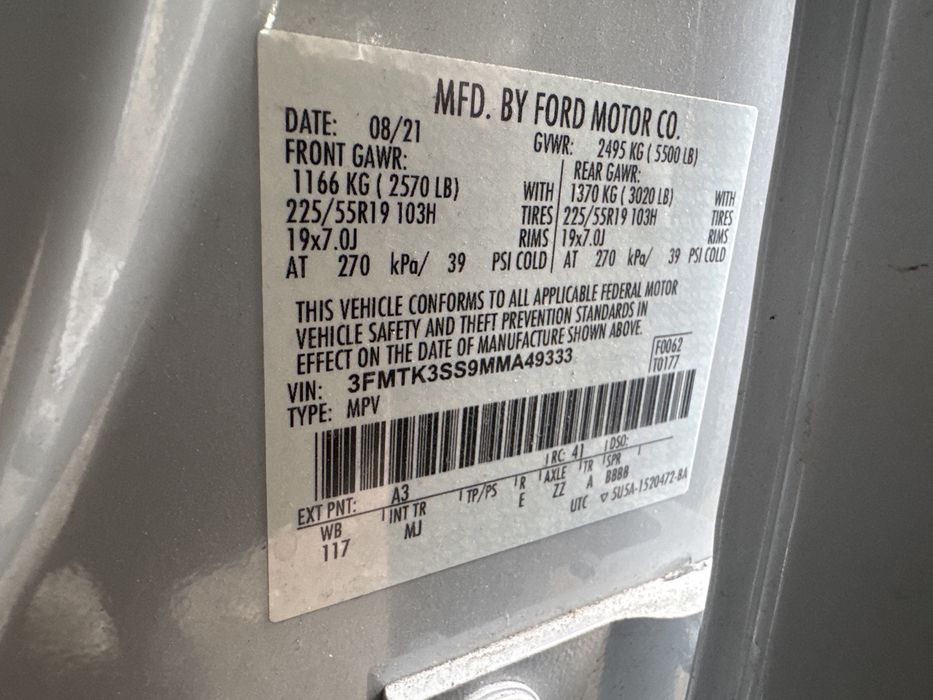 MFD. BY FORD MOTOR CO.
DATE: 08/21 GVWR: 2495 KG ( 5500 LB)
FRONT GAWR: REAR GAWR:
1166 KG ( 2570 LB) WITH 1370 KG ( 3020 LB) WITH
225/55R19 103H TIRES 225/55R19 103H TIRES
19x7.0J RIMS 19x7.0J RIMS
AT 270 kPa/ 39 PSI COLD AT 270 kPa/ 39 PSI COLD
THIS VEHICLE CONFORMS TO ALL APPLICABLE FEDERAL MOTOR
VEHICLE SAFETY AND THEFT PREVENTION STANDARDS IN
EFFECT ON THE DATE OF MANUFACTURE SHOWN ABOVE.
VIN: 3FMTK3SS9MMA49333 F0062
TYPE: MPV T0177
EXT PNT: A3 RC: 41 DSO:
WB INT TR TP/PS R AXLE TR SPR
117 MJ E ZZ A BBBB
UTC ▽ 5U5A-1520472-BA